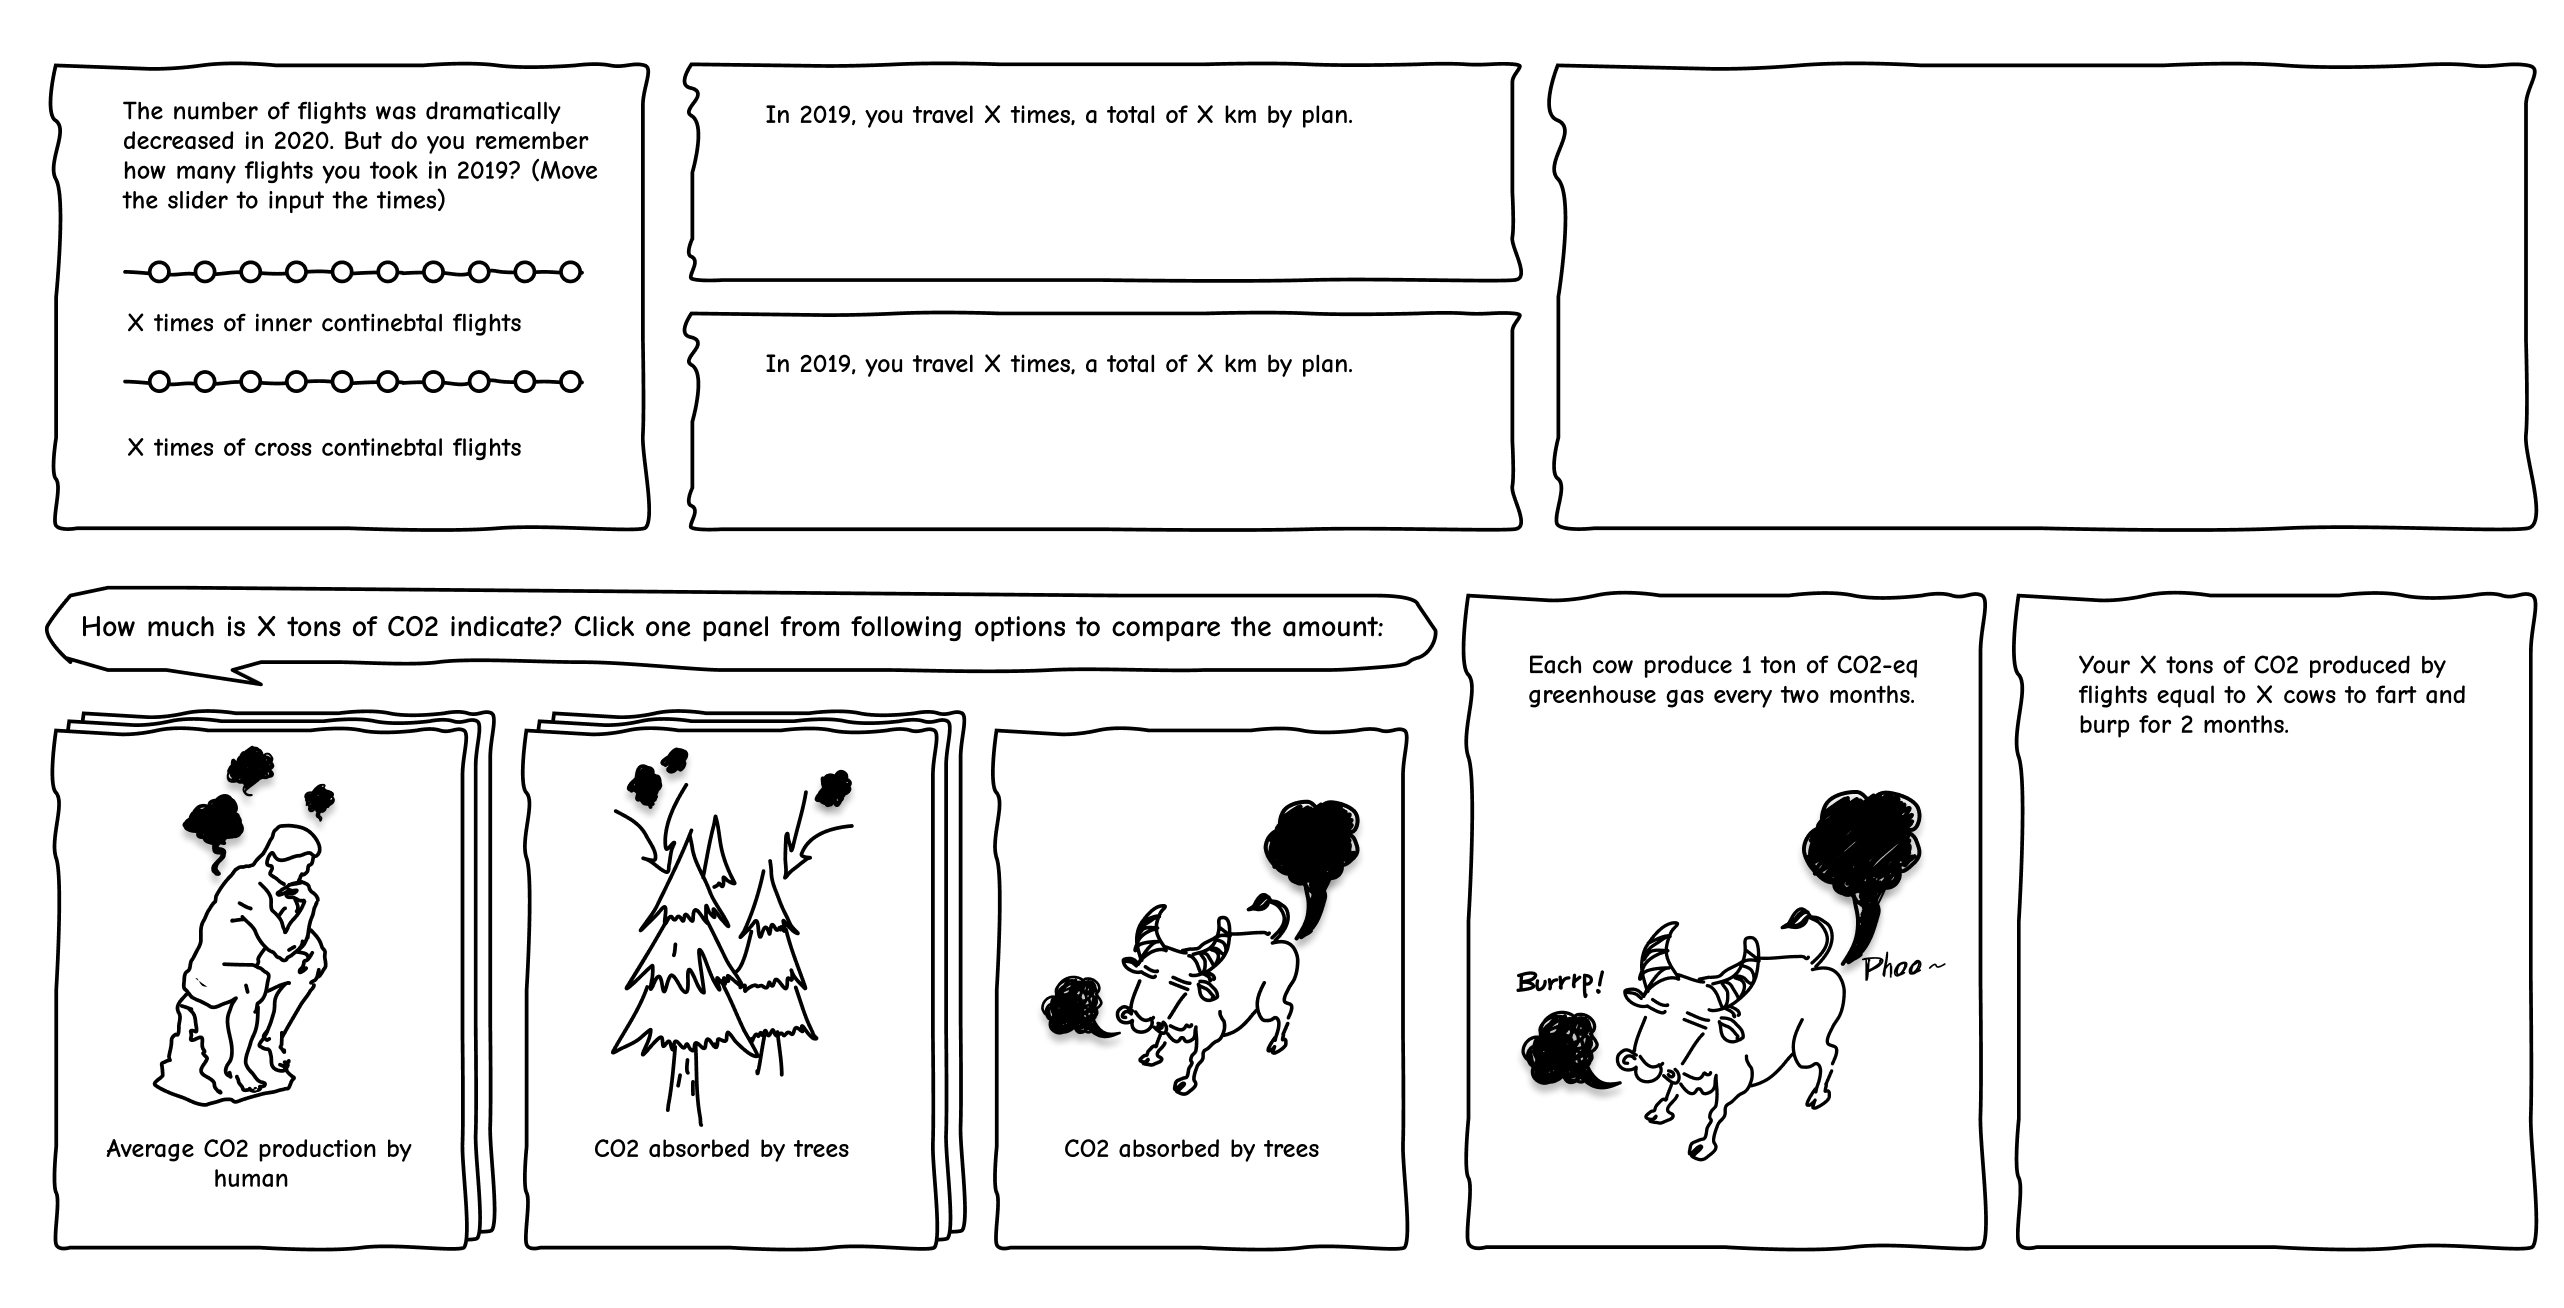 The number of flights was dramatically
decreased in 2020. But do you remember
how many flights you took in 2019? (Move
the slider to input the times)
X times of inner continebtal flights
X times of cross continebtal flights
In 2019, you travel X times, a total of X km by plan.
In 2019, you travel X times, a total of X km by plan.
How much is X tons of CO2 indicate? Click one panel from following options to compare the amount:
Average CO2 production by
human
CO2 absorbed by trees
CO2 absorbed by trees
Each cow produce 1 ton of CO2-eq
greenhouse gas every two months.
Burrrp!
Phoo~
Your X tons of CO2 produced by
flights equal to X cows to fart and
burp for 2 months.